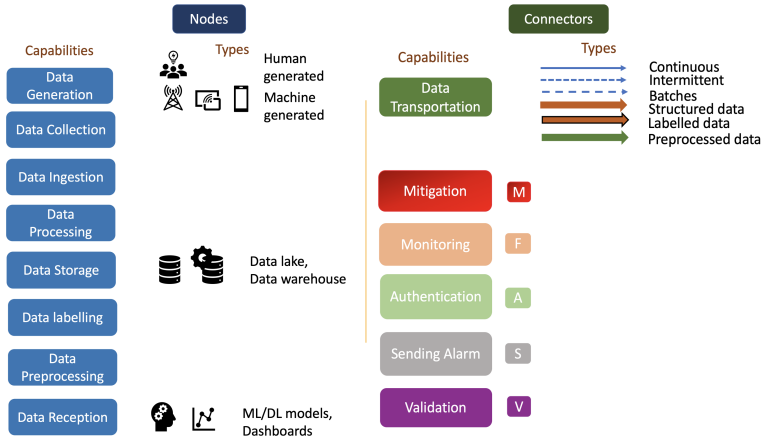 Nodes
Capabilities
Types
Data
Generation
Human
generated
Machine
generated
Data Collection
Data Ingestion
Data
Processing
Data Storage
Data lake,
Data warehouse
Data labelling
Data
Preprocessing
Data Reception
ML/DL models,
Dashboards
Connectors
Capabilities
Types
Data
Transportation
Continuous
Intermittent
Batches
Structured data
Labelled data
Preprocessed data
Mitigation
M
Monitoring
F
Authentication
A
Sending Alarm
S
Validation
V